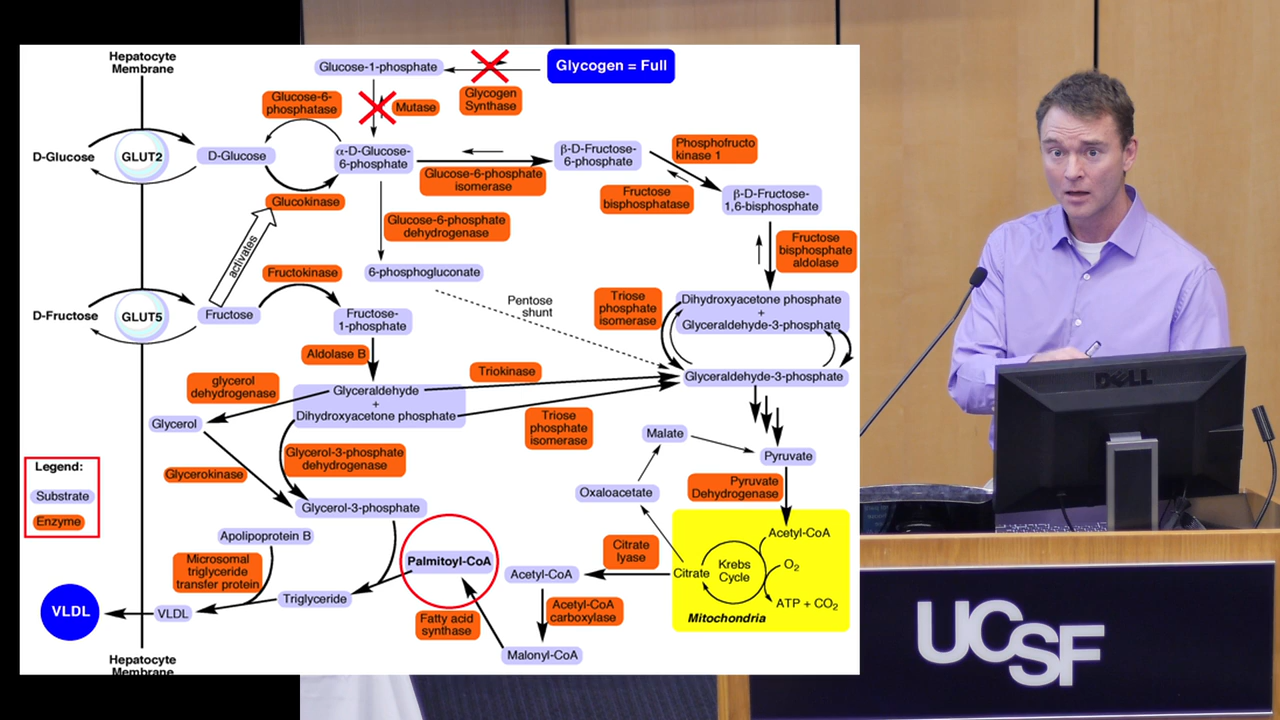 Hepatocyte
Membrane
Glucose-1-phosphate
Glycogen = Full
Glucose-6-
phosphatase
Mutase
Glycogen
Synthase
D-Glucose
GLUT2
D-Glucose
α-D-Glucose-
6-phosphate
β-D-Fructose-
6-phosphate
Phosphofructo
kinase 1
Glucose-6-phosphate
isomerase
Glucokinase
Fructose
bisphosphatase
β-D-Fructose-
1,6-bisphosphate
Glucose-6-phosphate
dehydrogenase
activates
Fructose
bisphosphate
aldolase
Fructokinase
6-phosphogluconate
D-Fructose
GLUT5
Fructose
Fructose-
1-phosphate
Pentose
shunt
Triose
phosphate
isomerase
Dihydroxyacetone phosphate
+
Glyceraldehyde-3-phosphate
Aldolase B
glycerol
dehydrogenase
Triokinase
Glyceraldehyde-3-phosphate
Glyceraldehyde
+
Dihydroxyacetone phosphate
Glycerol
Triose
phosphate
isomerase
Malate
Pyruvate
Glycerokinase
Glycerol-3-phosphate
dehydrogenase
Legend:
Substrate
Enzyme
Oxaloacetate
Pyruvate
Dehydrogenase
Glycerol-3-phosphate
Apolipoprotein B
Microsomal
triglyceride
transfer protein
Palmitoyl-CoA
Acetyl-CoA
Citrate
lyase
Citrate
Krebs
Cycle
Acetyl-CoA
O2
ATP + CO2
Mitochondria
VLDL
VLDL
Triglyceride
Fatty acid
synthase
Acetyl-CoA
carboxylase
Malonyl-CoA
Hepatocyte
Membrane
DELL
UCSF